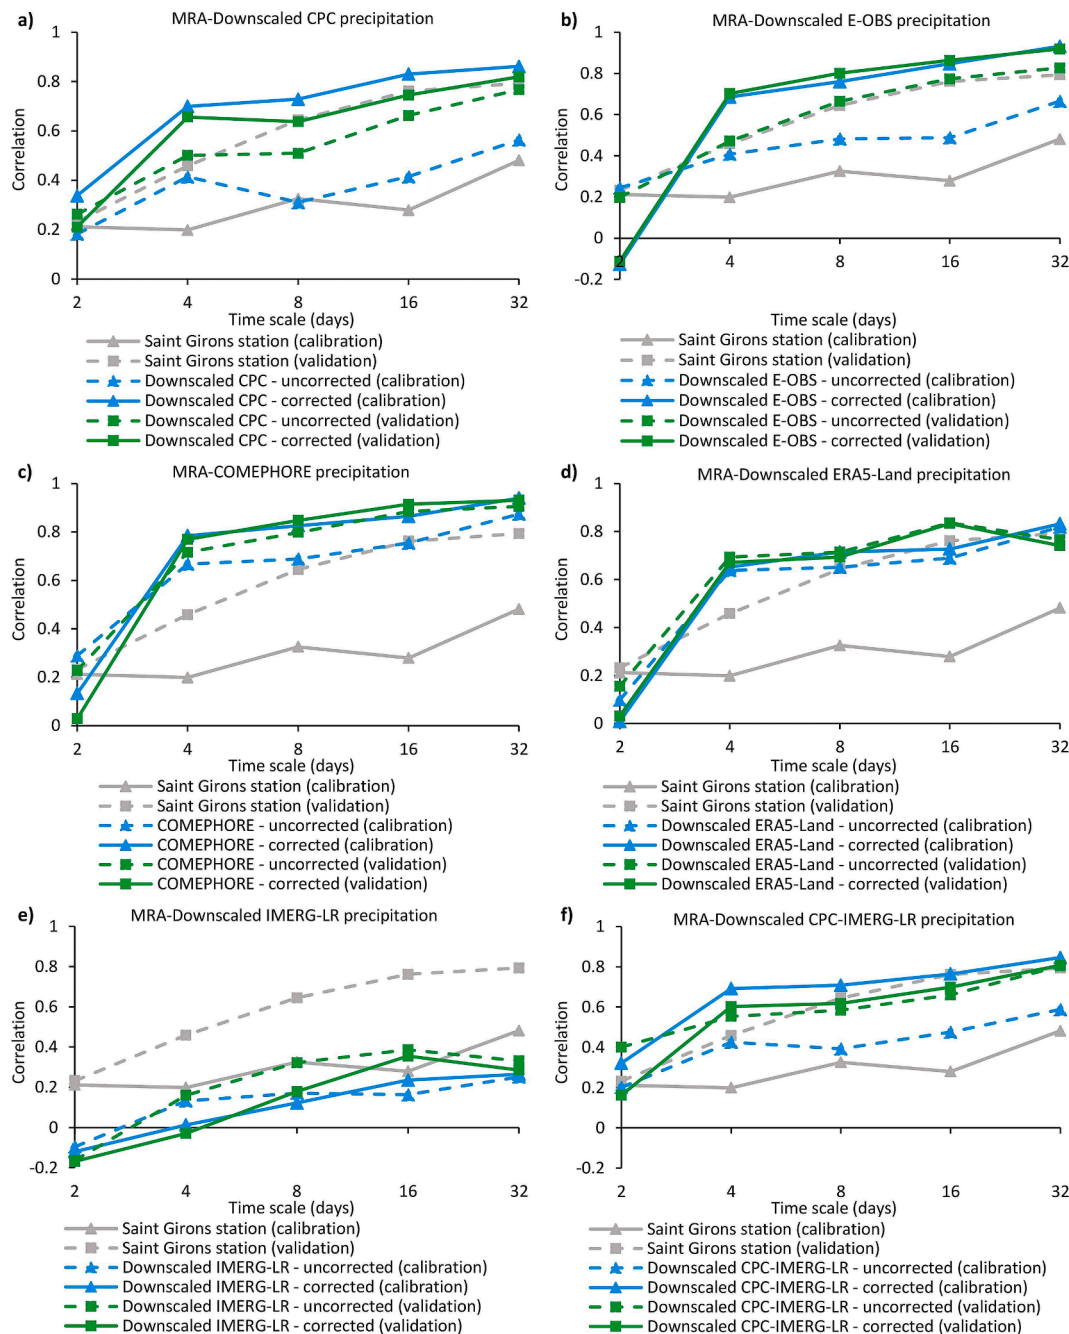 a) MRA-Downscaled CPC precipitation
1
0.8
0.6
0.4
0.2
0
Correlation
2 4 8 16 32
Time scale (days)
Saint Girons station (calibration)
Saint Girons station (validation)
Downscaled CPC - uncorrected (calibration)
Downscaled CPC - corrected (calibration)
Downscaled CPC - uncorrected (validation)
Downscaled CPC - corrected (validation)
b) MRA-Downscaled E-OBS precipitation
1
0.8
0.6
0.4
0.2
0
-0.2
Correlation
2 4 8 16 32
Time scale (days)
Saint Girons station (calibration)
Saint Girons station (validation)
Downscaled E-OBS - uncorrected (calibration)
Downscaled E-OBS - corrected (calibration)
Downscaled E-OBS - uncorrected (validation)
Downscaled E-OBS - corrected (validation)
c) MRA-COMEPHORE precipitation
1
0.8
0.6
0.4
0.2
0
Correlation
2 4 8 16 32
Time scale (days)
Saint Girons station (calibration)
Saint Girons station (validation)
COMEPHORE - uncorrected (calibration)
COMEPHORE - corrected (calibration)
COMEPHORE - uncorrected (validation)
COMEPHORE - corrected (validation)
d) MRA-Downscaled ERA5-Land precipitation
1
0.8
0.6
0.4
0.2
0
Correlation
2 4 8 16 32
Time scale (days)
Saint Girons station (calibration)
Saint Girons station (validation)
Downscaled ERA5-Land - uncorrected (calibration)
Downscaled ERA5-Land - corrected (calibration)
Downscaled ERA5-Land - uncorrected (validation)
Downscaled ERA5-Land - corrected (validation)
e) MRA-Downscaled IMERG-LR precipitation
1
0.8
0.6
0.4
0.2
0
-0.2
Correlation
2 4 8 16 32
Time scale (days)
Saint Girons station (calibration)
Saint Girons station (validation)
Downscaled IMERG-LR - uncorrected (calibration)
Downscaled IMERG-LR - corrected (calibration)
Downscaled IMERG-LR - uncorrected (validation)
Downscaled IMERG-LR - corrected (validation)
f) MRA-Downscaled CPC-IMERG-LR precipitation
1
0.8
0.6
0.4
0.2
0
-0.2
Correlation
2 4 8 16 32
Time scale (days)
Saint Girons station (calibration)
Saint Girons station (validation)
Downscaled CPC-IMERG-LR - uncorrected (calibration)
Downscaled CPC-IMERG-LR - corrected (calibration)
Downscaled CPC-IMERG-LR - uncorrected (validation)
Downscaled CPC-IMERG-LR - corrected (validation)